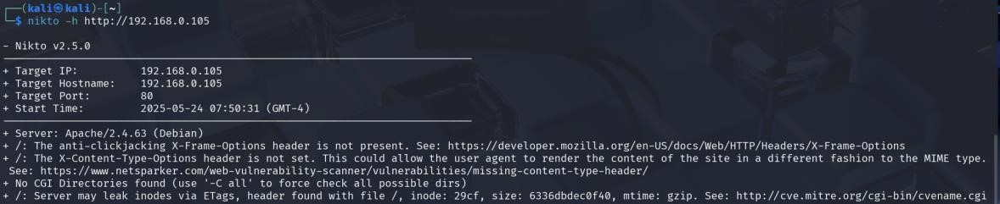 (kali㉿kali)-[~]
$ nikto -h http://192.168.0.105
- Nikto v2.5.0
+ Target IP: 192.168.0.105
+ Target Hostname: 192.168.0.105
+ Target Port: 80
+ Start Time: 2025-05-24 07:50:31 (GMT-4)
+ Server: Apache/2.4.63 (Debian)
+ /: The anti-clickjacking X-Frame-Options header is not present. See: https://developer.mozilla.org/en-US/docs/Web/HTTP/Headers/X-Frame-Options
+ /: The X-Content-Type-Options header is not set. This could allow the user agent to render the content of the site in a different fashion to the MIME type.
See: https://www.netsparker.com/web-vulnerability-scanner/vulnerabilities/missing-content-type-header/
+ No CGI Directories found (use '-C all' to force check all possible dirs)
+ /: Server may leak inodes via ETags, header found with file /, inode: 29cf, size: 6336dbdec0f40, mtime: gzip. See: http://cve.mitre.org/cgi-bin/cvename.cgi